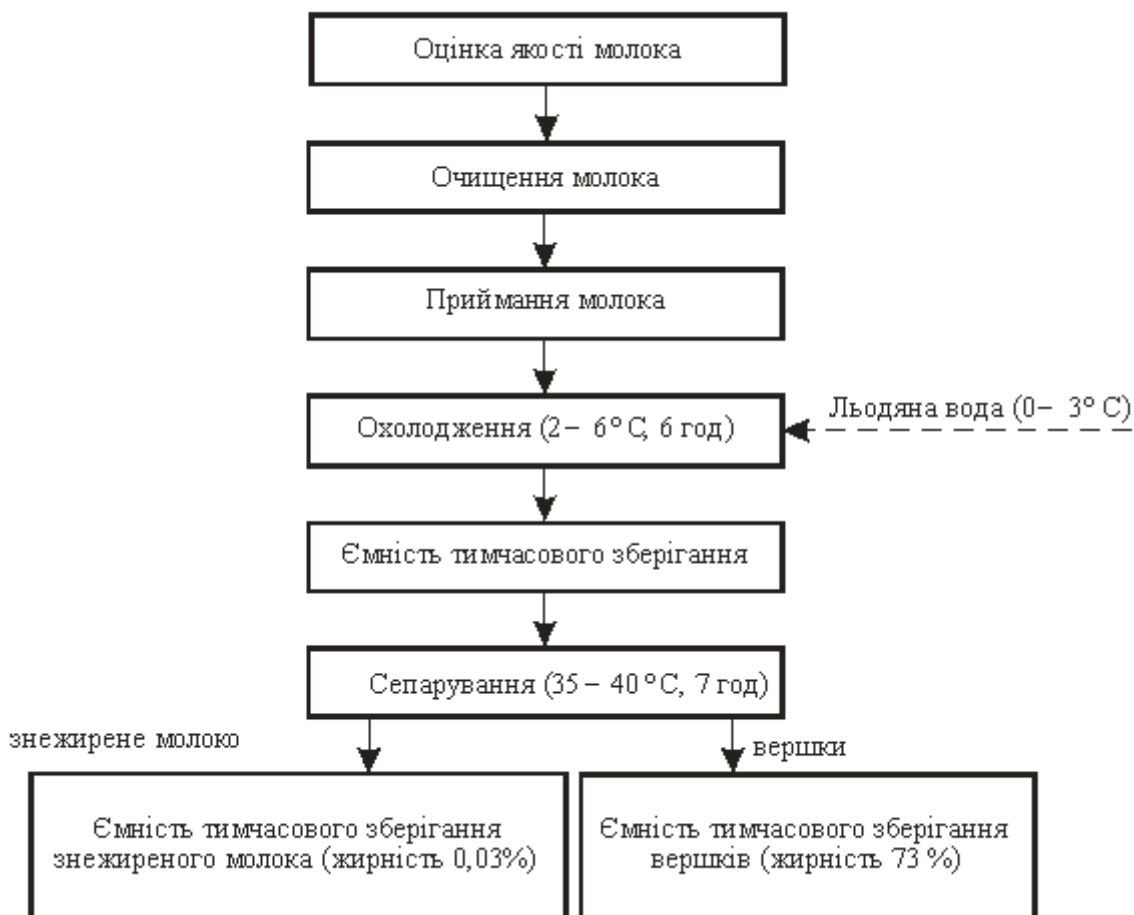 Оцінка якості молока
Очищення молока
Приймання молока
Охолодження (2– 6° С, 6 год)
Льодяна вода (0– 3° С)
Ємність тимчасового зберігання
Сепарування (35 – 40 °С, 7 год)
знежирене молоко
вершки
Ємність тимчасового зберігання
знежиреного молока (жирність 0,03%)
Ємність тимчасового зберігання
вершків (жирність 73 %)